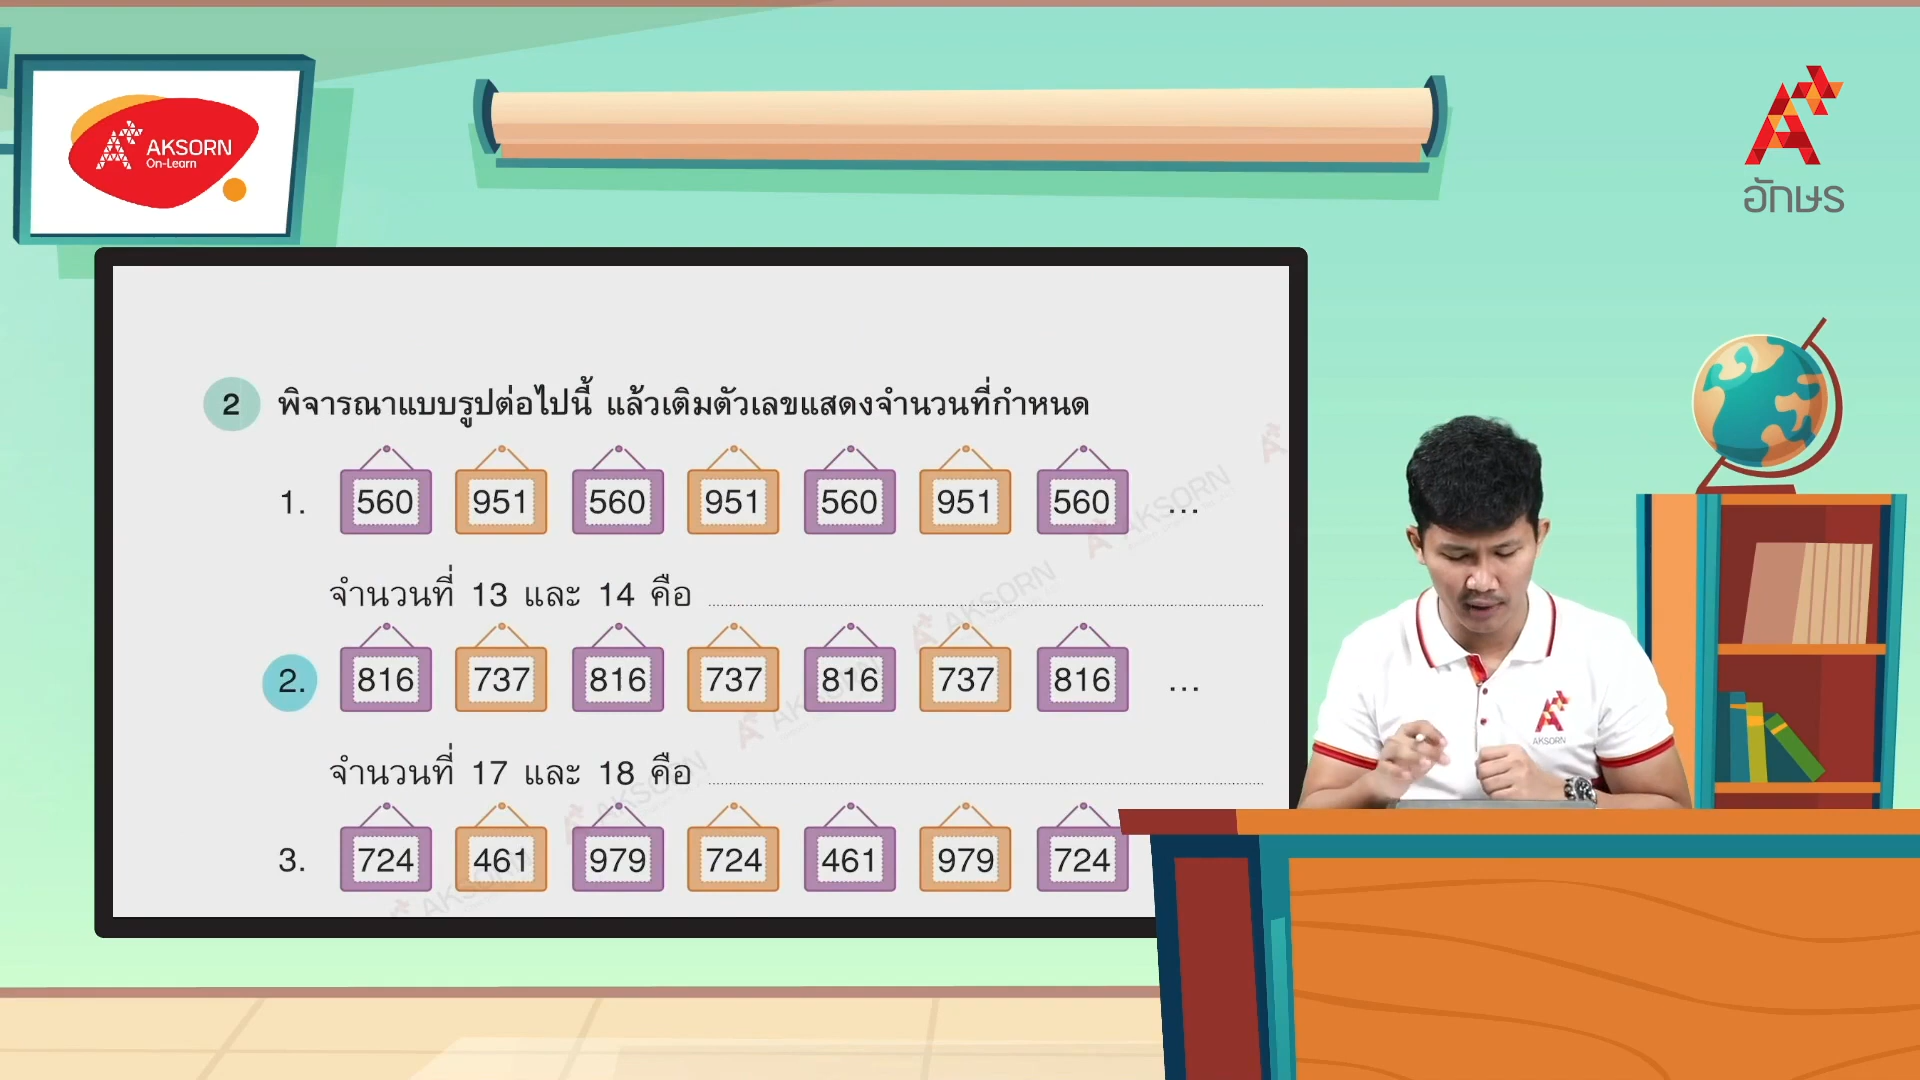 AKSORN
On-Learn
อักษร
2 พิจารณาแบบรูปต่อไปนี้ แล้วเติมตัวเลขแสดงจำนวนที่กำหนด
1. 560 951 560 951 560 951 560 ...
จำนวนที่ 13 และ 14 คือ
2. 816 737 816 737 816 737 816 ...
จำนวนที่ 17 และ 18 คือ
3. 724 461 979 724 461 979 724
AKSORN